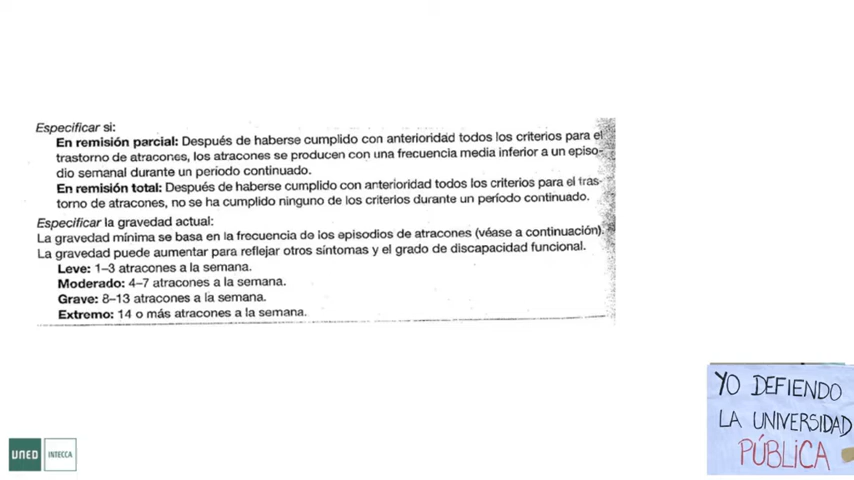 Especificar si:
En remisión parcial: Después de haberse cumplido con anterioridad todos los criterios para el
trastorno de atracones, los atracones se producen con una frecuencia media inferior a un episo-
dio semanal durante un periodo continuado.
En remisión total: Después de haberse cumplido con anterioridad todos los criterios para el tras-
torno de atracones, no se ha cumplido ninguno de los criterios durante un período continuado.
Especificar la gravedad actual:
La gravedad mínima se basa en la frecuencia de los episodios de atracones (véase a continuación).
La gravedad puede aumentar para reflejar otros síntomas y el grado de discapacidad funcional.
Leve: 1–3 atracones a la semana.
Moderado: 4–7 atracones a la semana.
Grave: 8–13 atracones a la semana.
Extremo: 14 o más atracones a la semana.
YO DEFIENDO
LA UNIVERSIDAD
PÚBLICA
UNED INTECCA